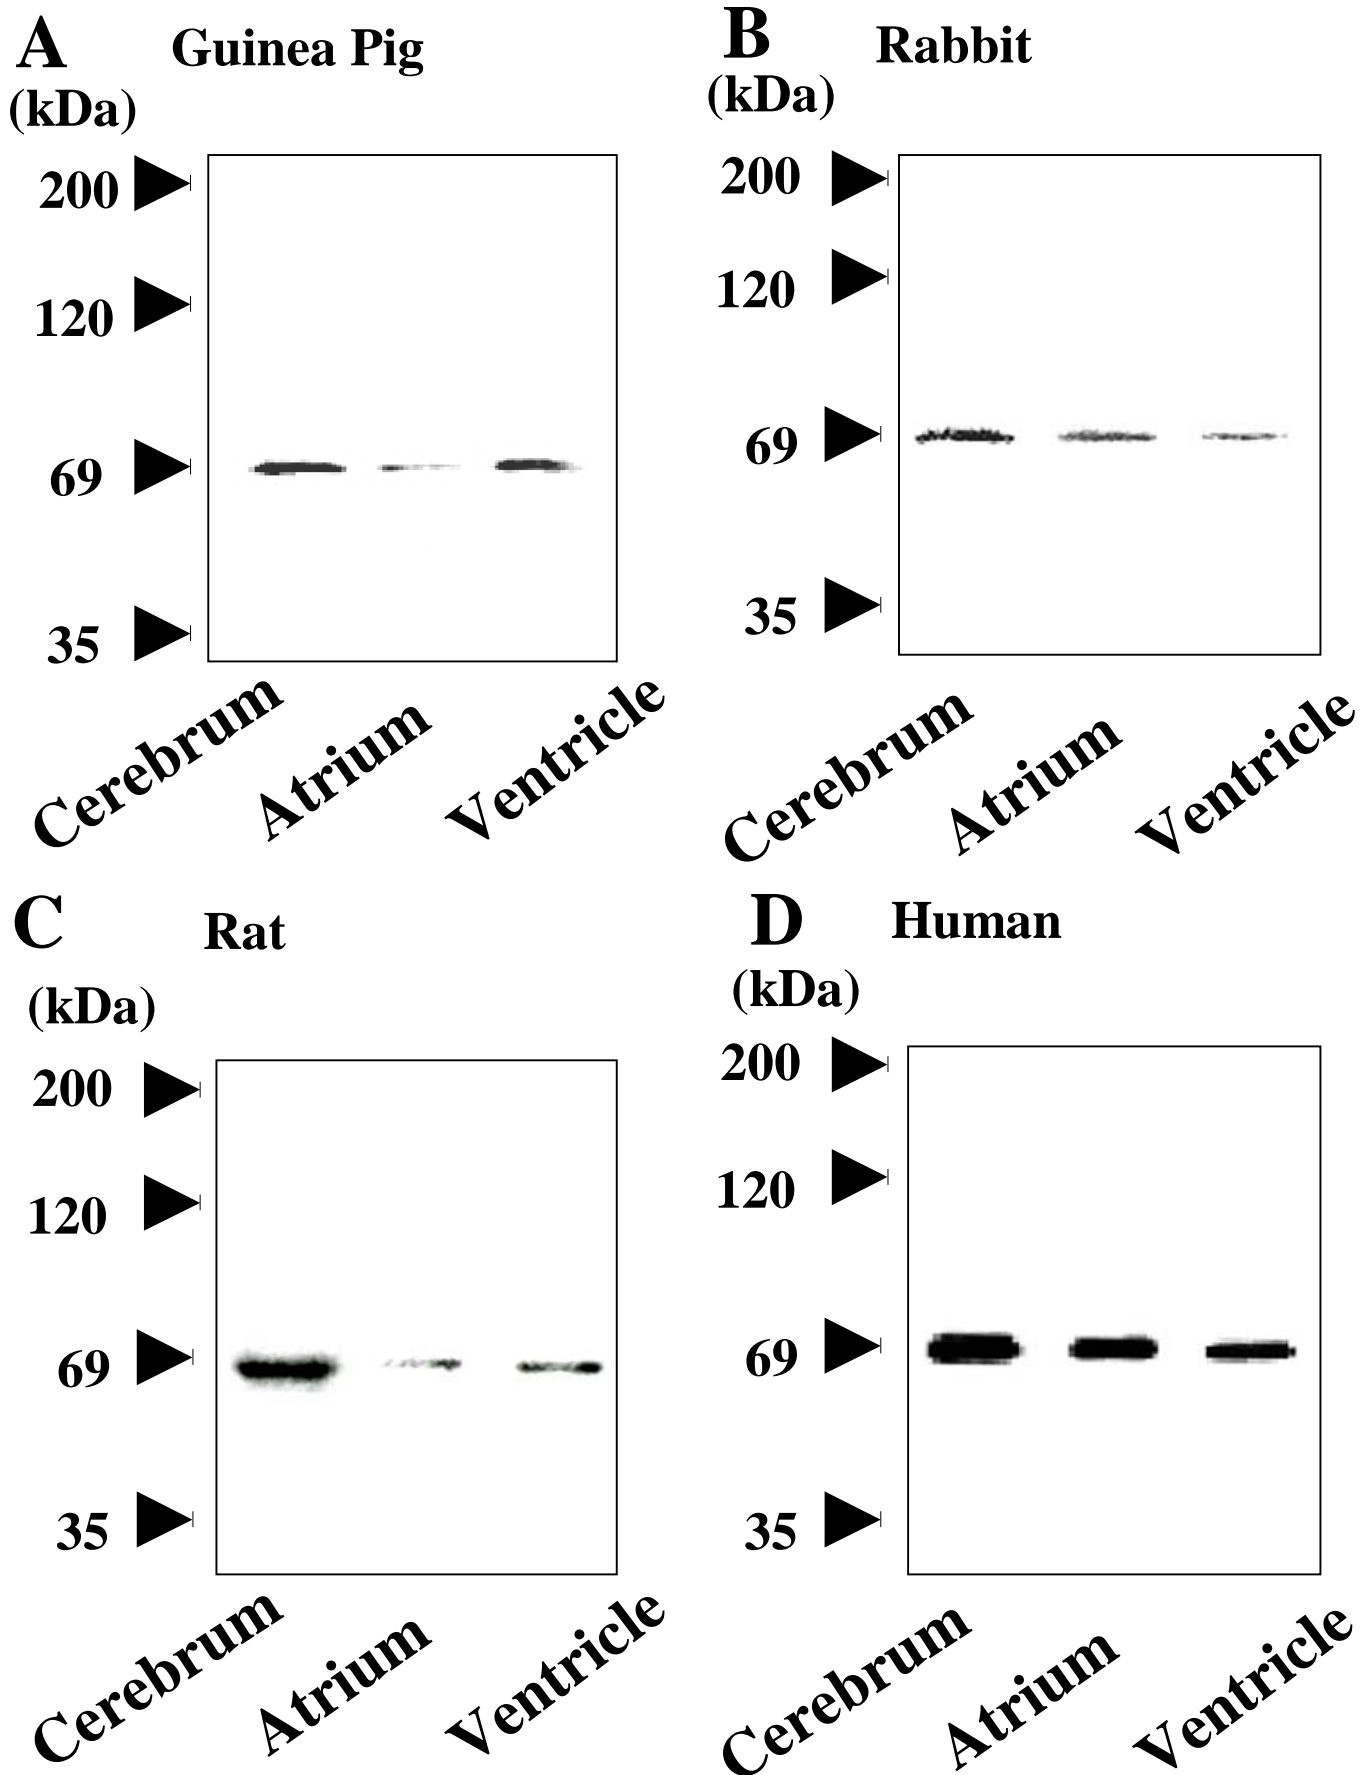 A Guinea Pig
(kDa)
200
120
69
35
Cerebrum Atrium Ventricle
B Rabbit
(kDa)
200
120
69
35
Cerebrum Atrium Ventricle
C Rat
(kDa)
200
120
69
35
Cerebrum Atrium Ventricle
D Human
(kDa)
200
120
69
35
Cerebrum Atrium Ventricle